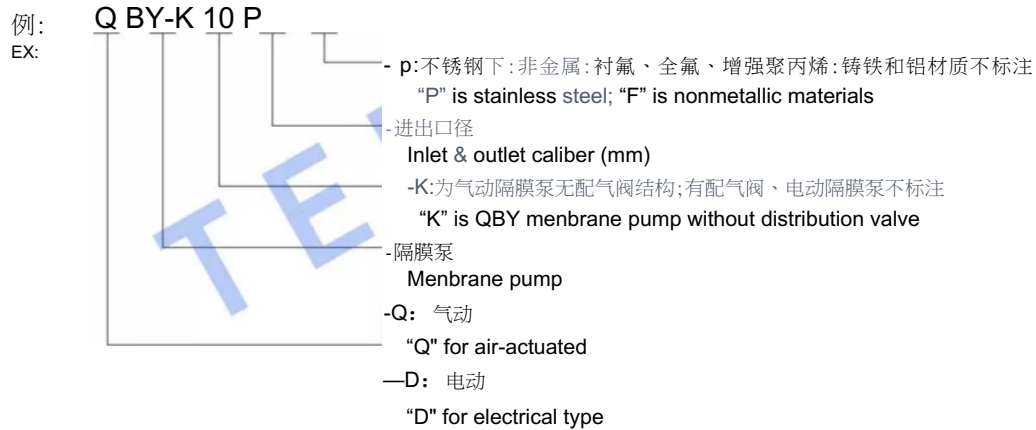 例: Q BY-K 10 P
EX:
- p:不锈钢下:非金属:衬氟、全氟、增强聚丙烯:铸铁和铝材质不标注
“P” is stainless steel; “F” is nonmetallic materials
-进出口径
Inlet & outlet caliber (mm)
-K:为气动隔膜泵无配气阀结构;有配气阀、电动隔膜泵不标注
“K” is QBY menbrane pump without distribution valve
-隔膜泵
Menbrane pump
-Q: 气动
“Q" for air-actuated
—D: 电动
“D" for electrical type
TE